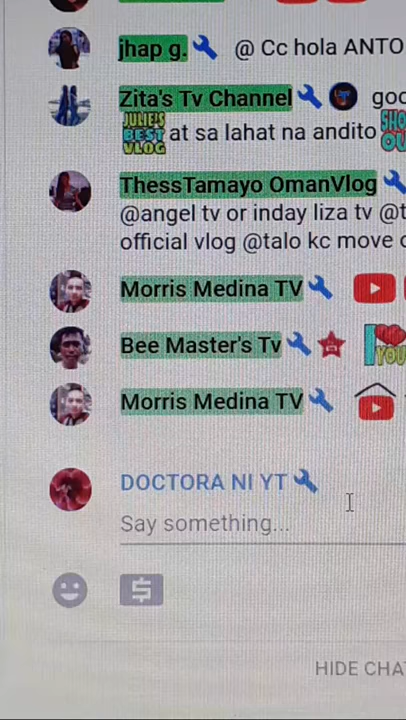 jhap g. @ Cc hola ANTO
Zita's Tv Channel
JULIE'S BEST VLOG at sa lahat na andito
ThessTamayo OmanVlog
@angel tv or inday liza tv @t
official vlog @talo kc move
Morris Medina TV
Bee Master's Tv I YOU
Morris Medina TV
DOCTORA NI YT
Say something...
$
HIDE CHA